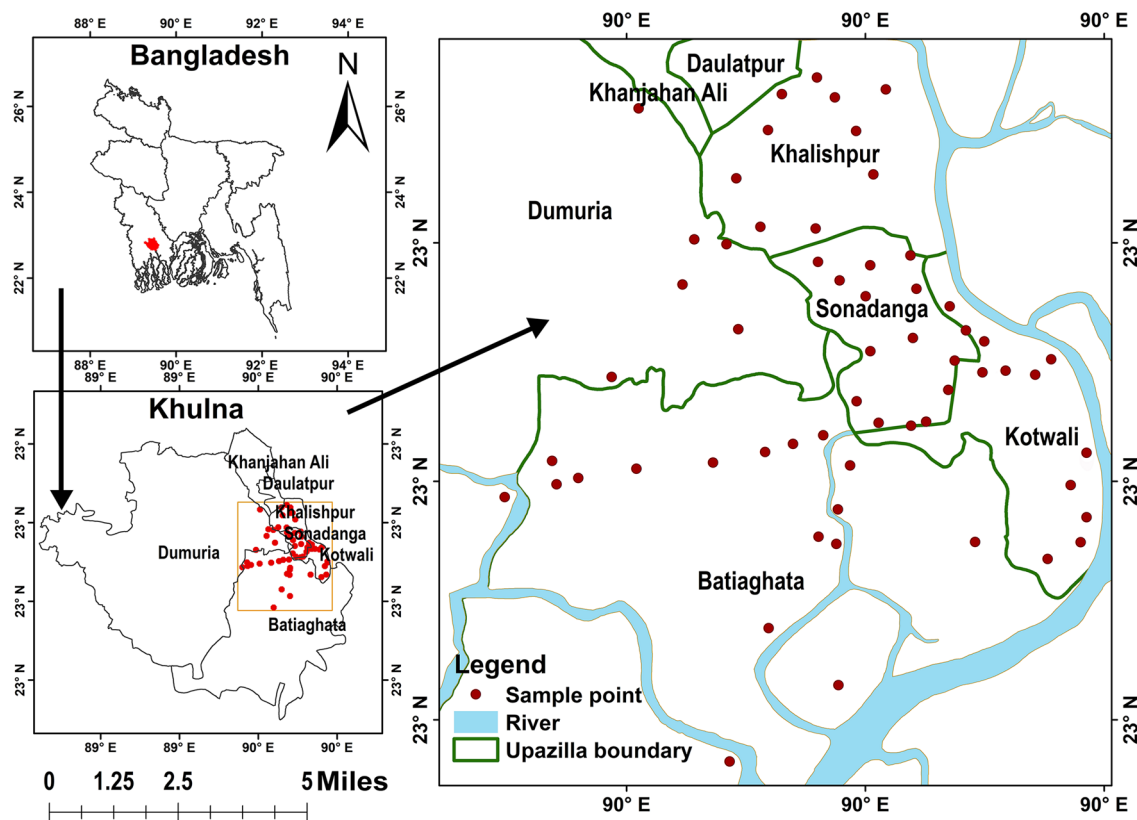 88° E 90° E 92° E 94° E
Bangladesh
N
26° N
26° N
24° N
24° N
22° N
22° N
88° E 90° E 92° E 94° E
89° E 89° E 90° E 90° E
Khulna
Khanjahan Ali
Daulatpur
Khalishpur
Sonadanga
Dumuria
Kotwali
Batiaghata
23° N
23° N
23° N
23° N
23° N
23° N
23° N
23° N
89° E 89° E 90° E 90° E
0 1.25 2.5 5 Miles
90° E 90° E 90° E
Daulatpur
Khanjahan Ali
Khalishpur
Dumuria
Sonadanga
Kotwali
Batiaghata
23° N
23° N
23° N
23° N
23° N
23° N
Legend
Sample point
River
Upazilla boundary
90° E 90° E 90° E